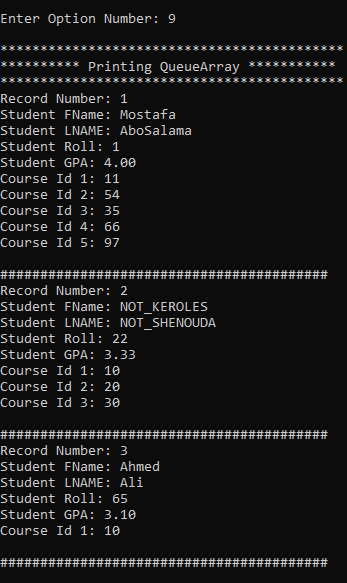 Enter Option Number: 9
*******************************************
********** Printing QueueArray ***********
*******************************************
Record Number: 1
Student FName: Mostafa
Student LNAME: AboSalama
Student Roll: 1
Student GPA: 4.00
Course Id 1: 11
Course Id 2: 54
Course Id 3: 35
Course Id 4: 66
Course Id 5: 97
#########################################
Record Number: 2
Student FName: NOT_KEROLES
Student LNAME: NOT_SHENOUDA
Student Roll: 22
Student GPA: 3.33
Course Id 1: 10
Course Id 2: 20
Course Id 3: 30
#########################################
Record Number: 3
Student FName: Ahmed
Student LNAME: Ali
Student Roll: 65
Student GPA: 3.10
Course Id 1: 10
#########################################